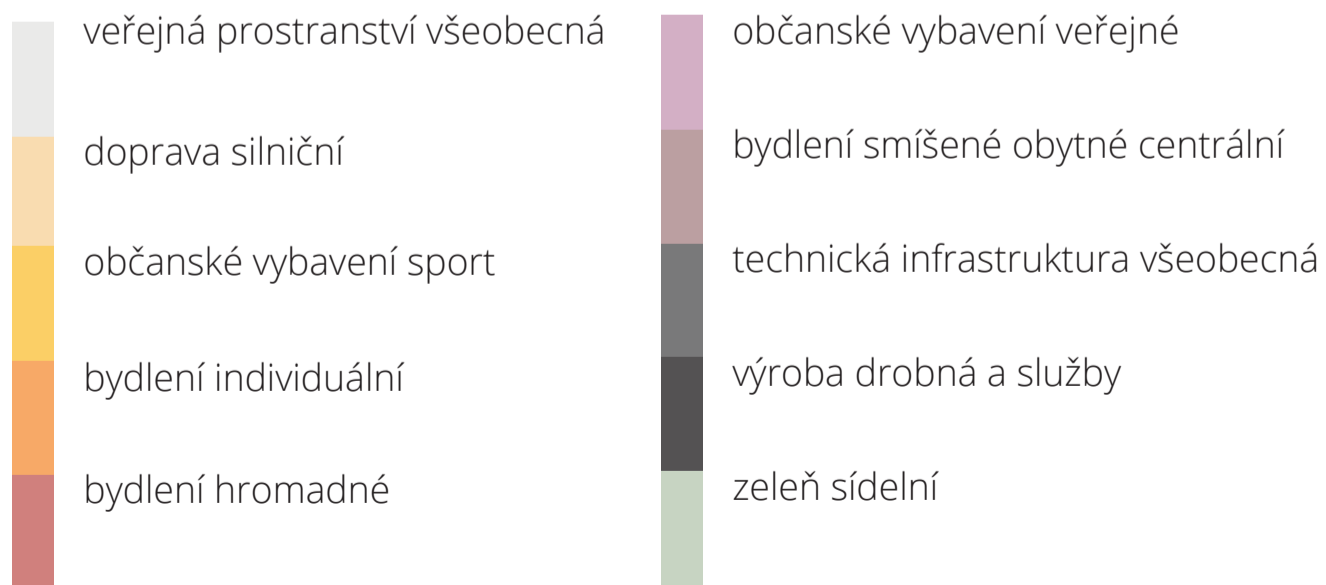 veřejná prostranství všeobecná
doprava silniční
občanské vybavení sport
bydlení individuální
bydlení hromadné
občanské vybavení veřejné
bydlení smíšené obytné centrální
technická infrastruktura všeobecná
výroba drobná a služby
zeleň sídelní